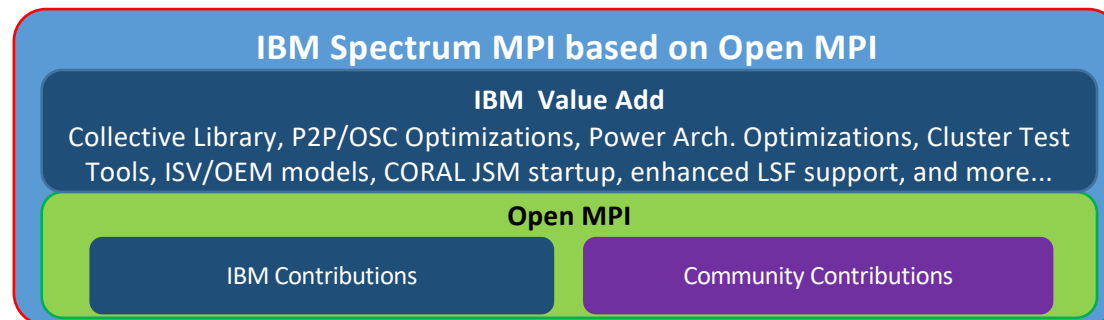 IBM Spectrum MPI based on Open MPI
IBM Value Add
Collective Library, P2P/OSC Optimizations, Power Arch. Optimizations, Cluster Test
Tools, ISV/OEM models, CORAL JSM startup, enhanced LSF support, and more...
Open MPI
IBM Contributions
Community Contributions